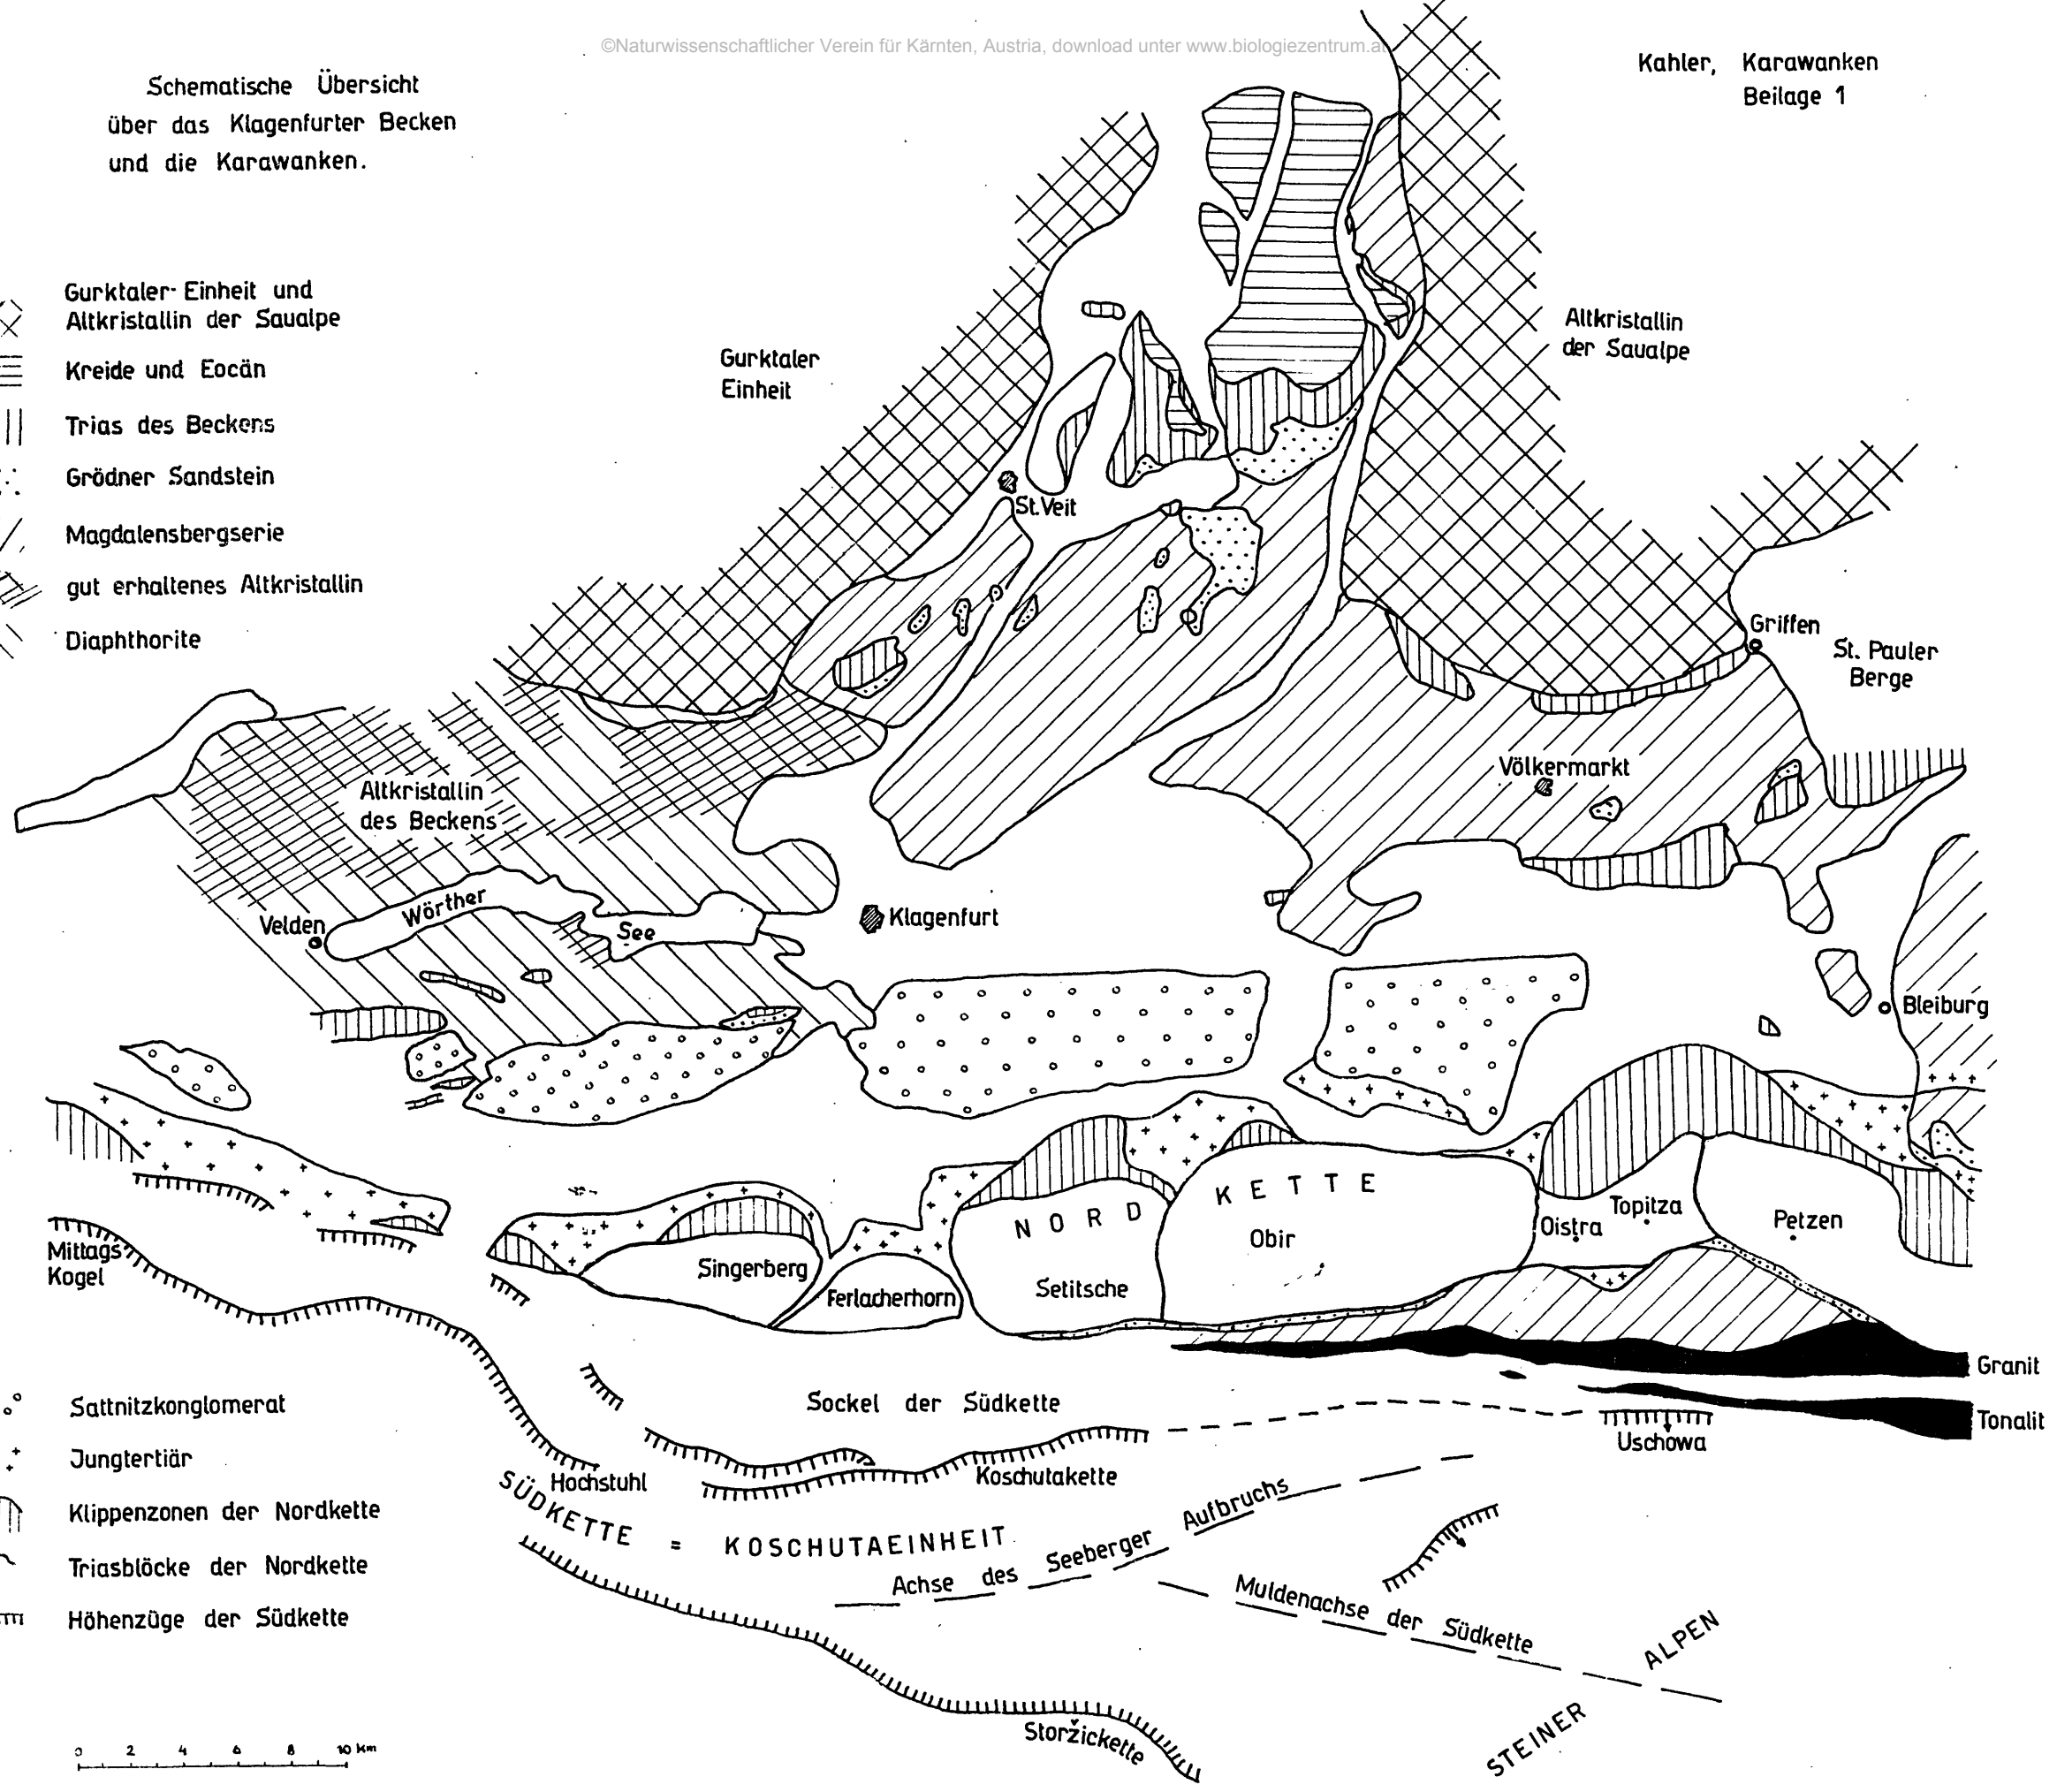 ©Naturwissenschaftlicher Verein für Kärnten, Austria, download unter www.biologiezentrum.at
Kahler, Karawanken
Beilage 1
Schematische Übersicht
über das Klagenfurter Becken
und die Karawanken.
Gurktaler- Einheit und
Altkristallin der Saualpe
Kreide und Eocän
Trias des Beckens
Grödner Sandstein
Magdalensbergserie
gut erhaltenes Altkristallin
Diaphthorite
Gurktaler
Einheit
Altkristallin
der Saualpe
St. Veit
Griffen
St. Pauler
Berge
Völkermarkt
Altkristallin
des Beckens
Velden
Wörther See
Klagenfurt
Bleiburg
NORD KETTE
Mittags
Kogel
Singerberg
Ferlacherhorn
Setitsche
Obir
Oistra
Topitza
Petzen
Granit
Tonalit
Sockel der Südkette
Uschowa
Hochstuhl
Koschutakette
SÜDKETTE = KOSCHUTAEINHEIT
Achse des Seeberger Aufbruchs
Muldenachse der Südkette
STEINER ALPEN
Storžickette
Sattnitzkonglomerat
Jungtertiär
Klippenzonen der Nordkette
Triasblöcke der Nordkette
Höhenzüge der Südkette
0 2 4 6 8 10 km